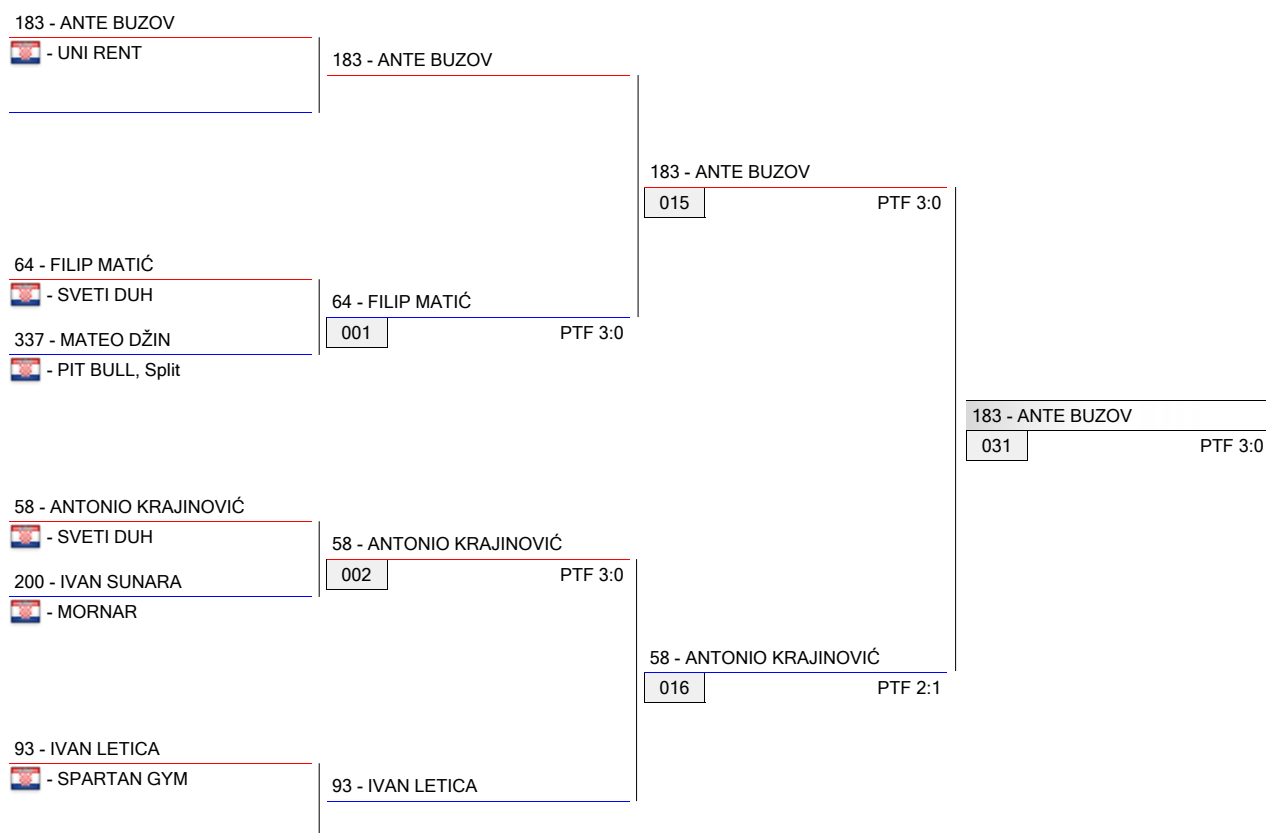 183 - ANTE BUZOV
- UNI RENT
183 - ANTE BUZOV
183 - ANTE BUZOV
015 PTF 3:0
64 - FILIP MATIĆ
- SVETI DUH
64 - FILIP MATIĆ
001 PTF 3:0
337 - MATEO DŽIN
- PIT BULL, Split
183 - ANTE BUZOV
031 PTF 3:0
58 - ANTONIO KRAJINOVIĆ
- SVETI DUH
58 - ANTONIO KRAJINOVIĆ
002 PTF 3:0
200 - IVAN SUNARA
- MORNAR
58 - ANTONIO KRAJINOVIĆ
016 PTF 2:1
93 - IVAN LETICA
- SPARTAN GYM
93 - IVAN LETICA